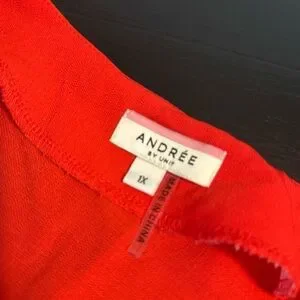 ANDRÉE
BY UNIT
1X
MADE IN CHINA